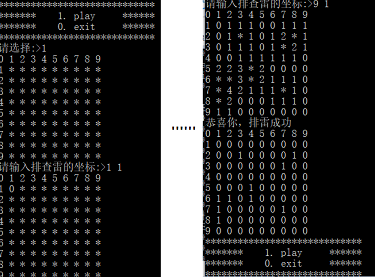 ******************************
******* 1. play ******
******* 0. exit ******
******************************
请选择:>1
0 1 2 3 4 5 6 7 8 9
1 * * * * * * * * *
2 * * * * * * * * *
3 * * * * * * * * *
4 * * * * * * * * *
5 * * * * * * * * *
6 * * * * * * * * *
7 * * * * * * * * *
8 * * * * * * * * *
9 * * * * * * * * *
请输入排查雷的坐标:>1 1
0 1 2 3 4 5 6 7 8 9
1 0 * * * * * * * *
2 * * * * * * * * *
3 * * * * * * * * *
4 * * * * * * * * *
5 * * * * * * * * *
6 * * * * * * * * *
7 * * * * * * * * *
8 * * * * * * * * *
9 * * * * * * * * *
......
请输入排查雷的坐标:>9 1
0 1 2 3 4 5 6 7 8 9
1 0 1 1 1 0 0 1 1 1
2 0 1 * 1 0 1 2 * 1
3 0 1 1 1 0 1 * 2 1
4 0 0 1 1 1 1 1 1 0
5 2 2 3 * 2 0 0 0 0
6 * * 3 * 2 1 1 1 0
7 * 4 2 1 1 1 * 1 0
8 * 2 0 0 0 1 1 1 0
9 1 1 0 0 0 0 0 0 0
恭喜你，排雷成功
0 1 2 3 4 5 6 7 8 9
1 0 0 0 0 0 0 0 0 0
2 0 0 1 0 0 0 0 1 0
3 0 0 0 0 0 0 1 0 0
4 0 0 0 0 0 0 0 0 0
5 0 0 0 1 0 0 0 0 0
6 1 1 0 1 0 0 0 0 0
7 1 0 0 0 0 0 1 0 0
8 1 0 0 0 0 0 0 0 0
9 0 0 0 0 0 0 0 0 0
******************************
******* 1. play ******
******* 0. exit ******
******************************